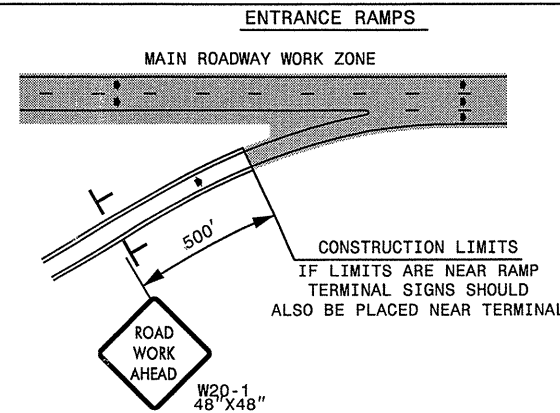 ENTRANCE RAMPS
MAIN ROADWAY WORK ZONE
500'
CONSTRUCTION LIMITS
IF LIMITS ARE NEAR RAMP
TERMINAL SIGNS SHOULD
ALSO BE PLACED NEAR TERMINAL
ROAD
WORK
AHEAD
W20-1
48"X48"